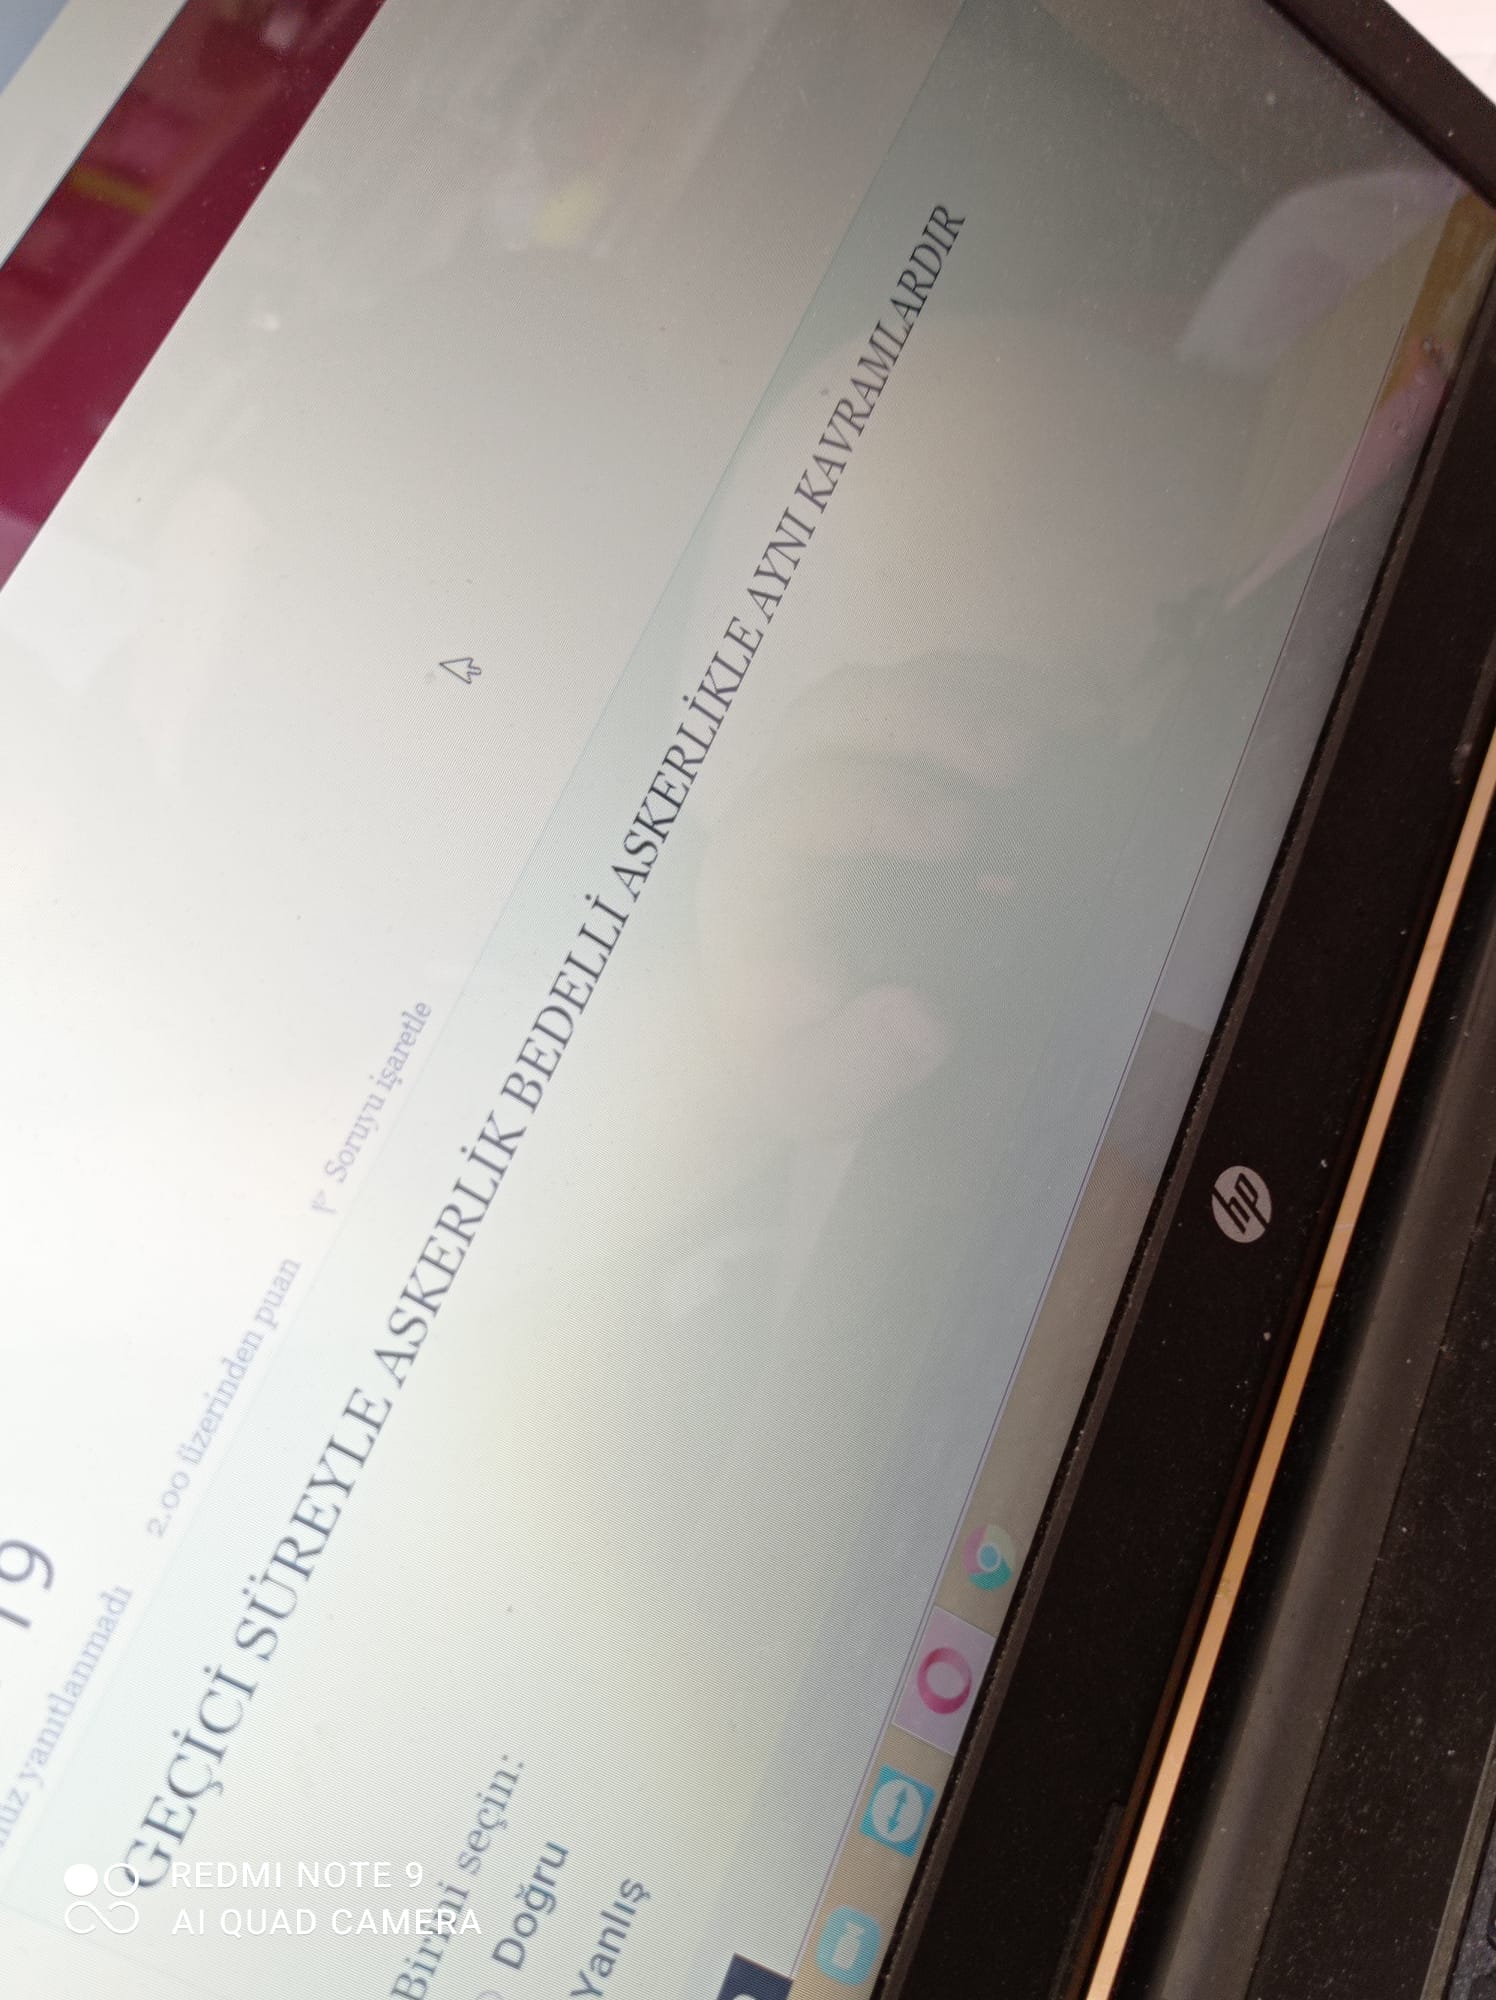 19
yanıtlanmadı
2.00 üzerinden puan
Soruyu işaretle
GEÇİCİ SÜREYLE ASKERLİK BEDELLİ ASKERLİKLE AYNI KAVRAMLARDIR
Birini seçin:
Doğru
Yanlış
hp
REDMI NOTE 9
AI QUAD CAMERA